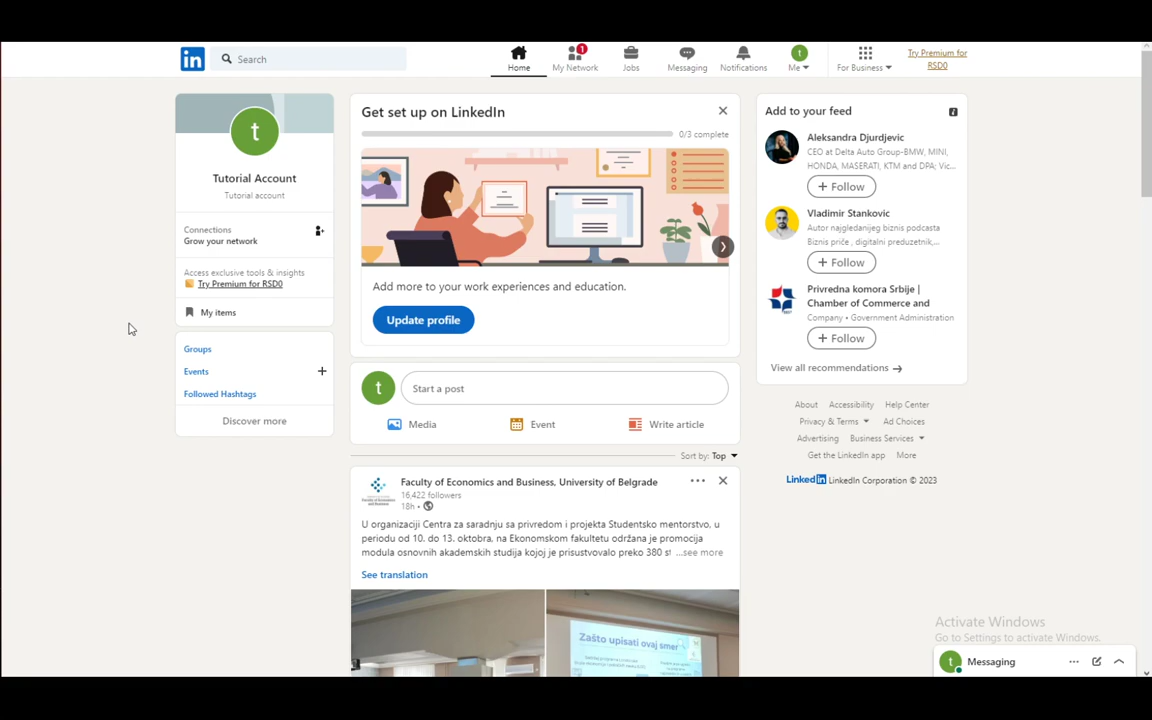 in
Search
Home
1
My Network
Jobs
Messaging
Notifications
t
Me
For Business
Try Premium for
RSD0
t
Tutorial Account
Tutorial account
Connections
Grow your network
Access exclusive tools & insights
Try Premium for RSD0
My items
Groups
Events
Followed Hashtags
Discover more
Get set up on LinkedIn
0/3 complete
Add more to your work experiences and education.
Update profile
t
Start a post
Media
Event
Write article
Sort by: Top
Faculty of Economics and Business, University of Belgrade
16,422 followers
18h •
U organizaciji Centra za saradnju sa privredom i projekta Studentsko mentorstvo, u
periodu od 10. do 13. oktobra, na Ekonomskom fakultetu održana je promocija
modula osnovnih akademskih studija kojoj je prisustvovalo preko 380 s ...see more
See translation
Zašto upisati ovaj smer
Add to your feed
Aleksandra Djurdjevic
CEO at Delta Auto Group-BMW, MINI,
HONDA, MASERATI, KTM and DPA; Vic...
+ Follow
Vladimir Stankovic
Autor najgledanijeg biznis podcasta
Biznis priče , digitalni preduzetnik,...
+ Follow
Privredna komora Srbije |
Chamber of Commerce and
Company • Government Administration
+ Follow
View all recommendations →
About Accessibility Help Center
Privacy & Terms Ad Choices
Advertising Business Services
Get the LinkedIn app More
LinkedIn LinkedIn Corporation © 2023
Activate Windows
Go to Settings to activate Windows.
t
Messaging